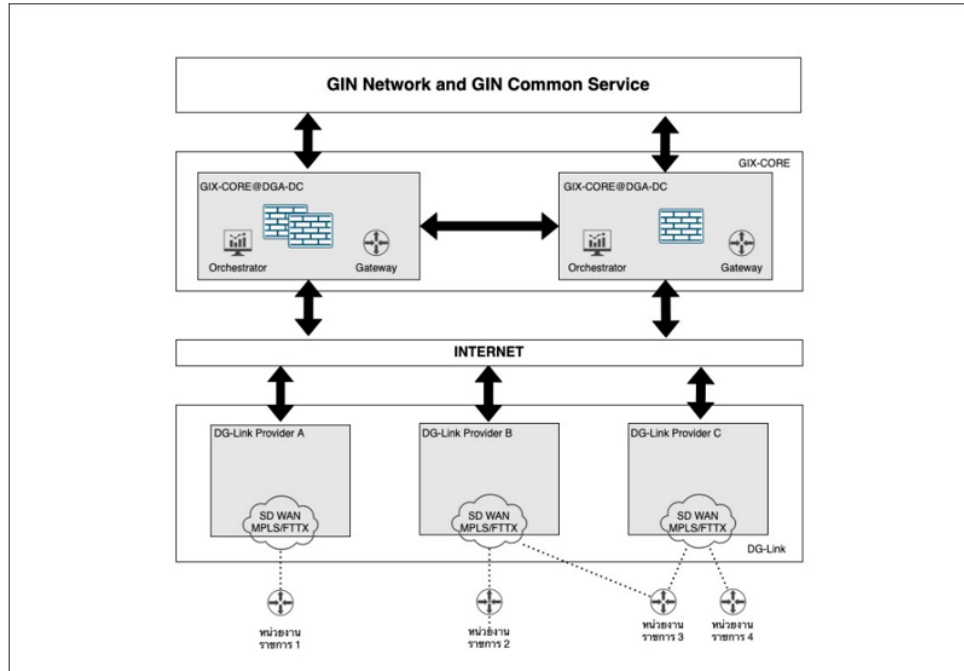 GIN Network and GIN Common Service
GIX-CORE
GIX-CORE@DGA-DC
Orchestrator
Gateway
GIX-CORE@DGA-DC
Orchestrator
Gateway
INTERNET
DG-Link Provider A
SD WAN
MPLS/FTTX
DG-Link Provider B
SD WAN
MPLS/FTTX
DG-Link Provider C
SD WAN
MPLS/FTTX
DG-Link
หน่วยงาน
ราชการ 1
หน่วยงาน
ราชการ 2
หน่วยงาน
ราชการ 3
หน่วยงาน
ราชการ 4